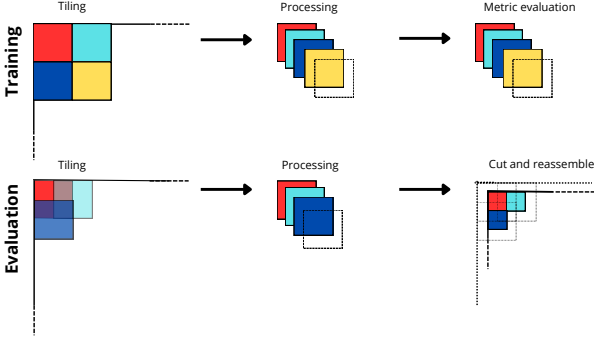 Training
Tiling
Processing
Metric evaluation
Evaluation
Tiling
Processing
Cut and reassemble